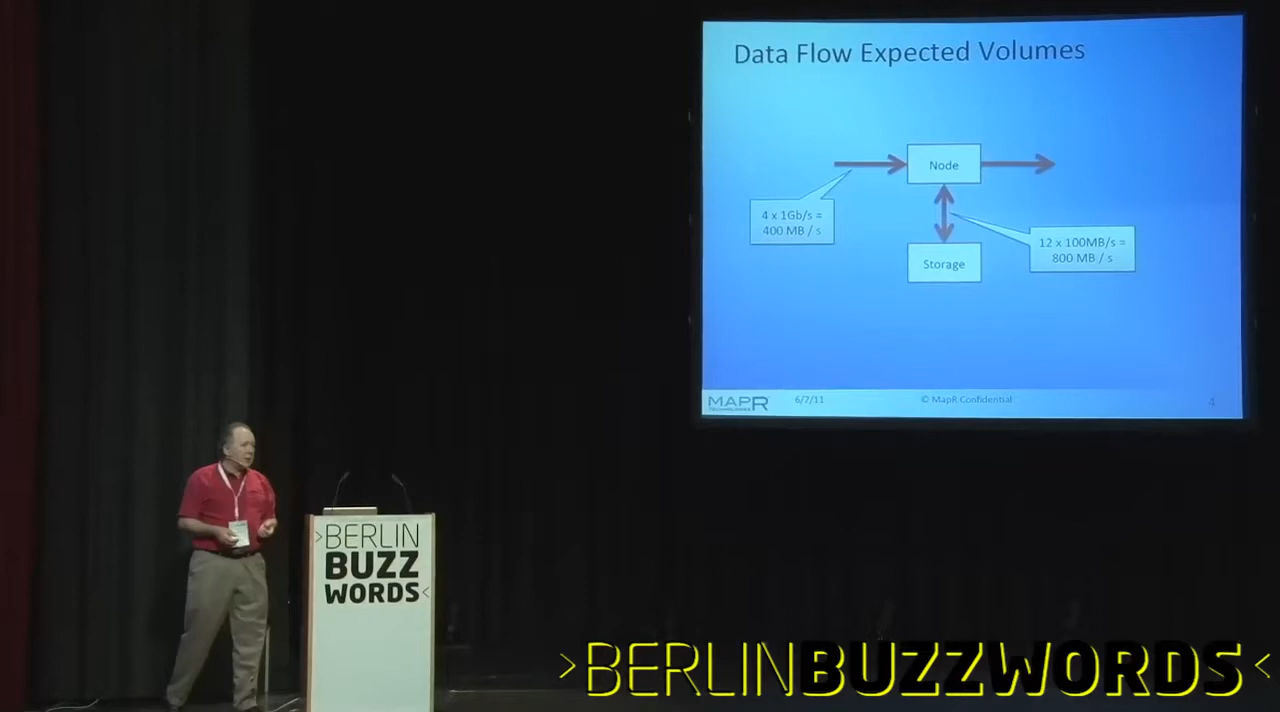 Data Flow Expected Volumes
Node
4 x 1Gb/s =
400 MB / s
12 x 100MB/s =
800 MB / s
Storage
MAPR
TECHNOLOGIES
6/7/11
© MapR Confidential
4
>BERLIN
BUZZ
WORDS<
>BERLINBUZZWORDS<